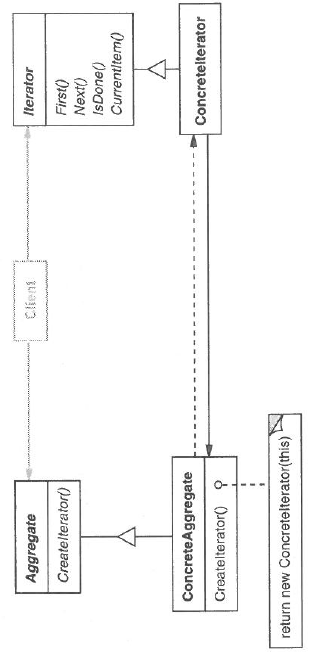 Aggregate
CreateIterator()
Client
Iterator
First()
Next()
IsDone()
CurrentItem()
ConcreteAggregate
CreateIterator()
ConcreteIterator
return new ConcreteIterator(this)